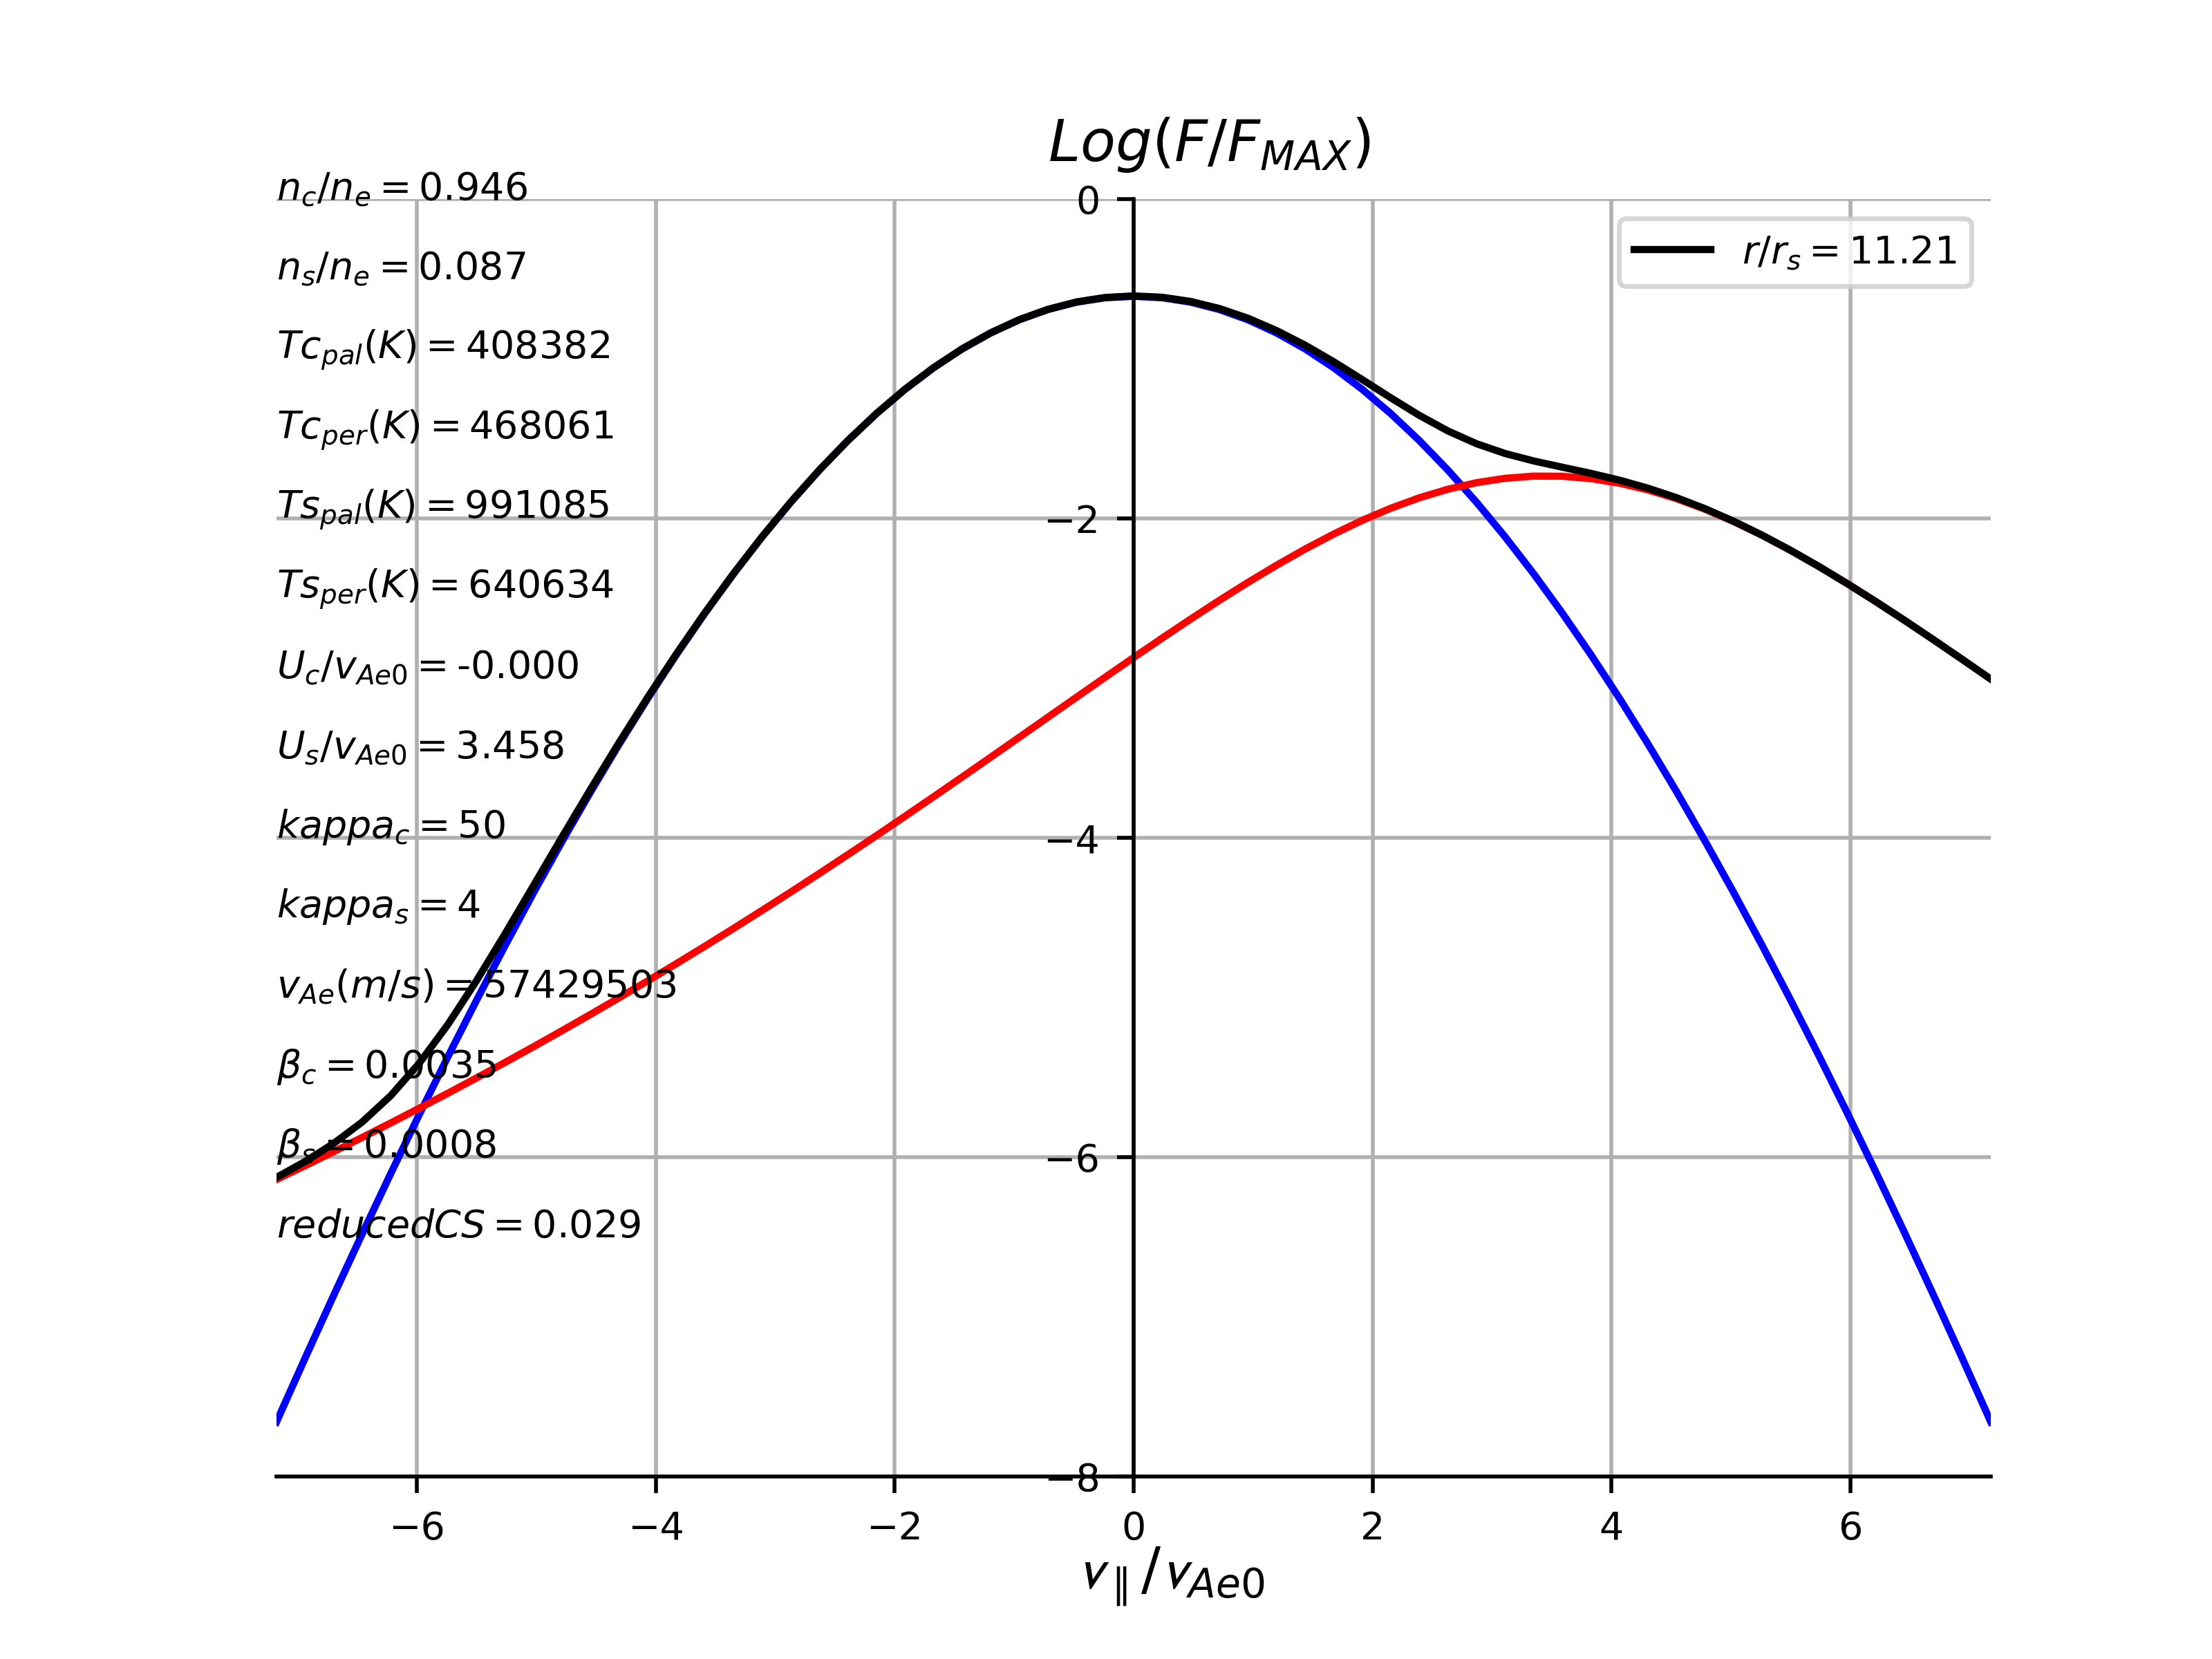 Log(F/F_MAX)
n_c/n_e = 0.946
n_s/n_e = 0.087
Tc_pal(K) = 408382
Tc_per(K) = 468061
Ts_pal(K) = 991085
Ts_per(K) = 640634
U_c/v_Ae0 = -0.000
U_s/v_Ae0 = 3.458
kappa_c = 50
kappa_s = 4
v_Ae(m/s) = 57429503
β_c = 0.0035
β_s = 0.0008
reducedCS = 0.029
r/r_s = 11.21
0
−2
−4
−6
−8
−6 −4 −2 0 2 4 6
v_∥/v_Ae0